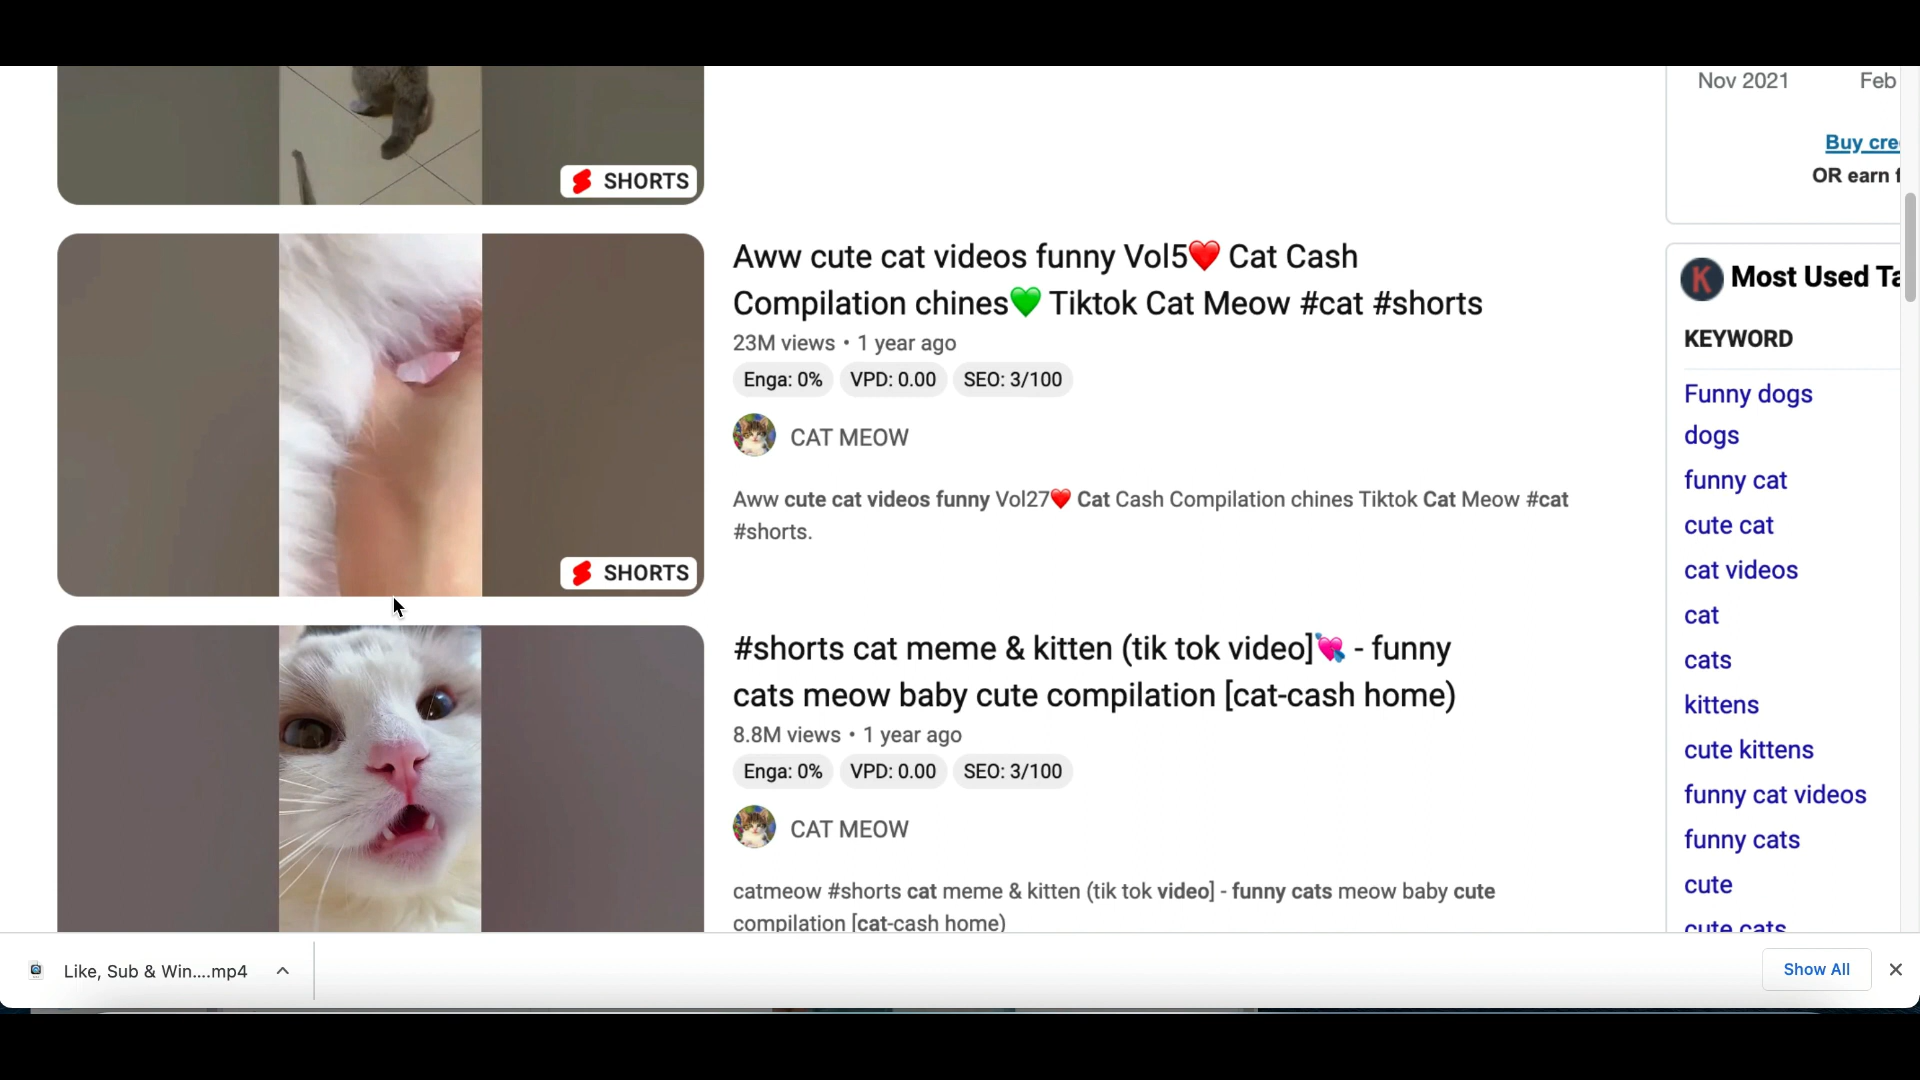 SHORTS
Aww cute cat videos funny Vol5❤️ Cat Cash
Compilation chines💚 Tiktok Cat Meow #cat #shorts
23M views • 1 year ago
Enga: 0% VPD: 0.00 SEO: 3/100
CAT MEOW
Aww cute cat videos funny Vol27❤️ Cat Cash Compilation chines Tiktok Cat Meow #cat
#shorts.
SHORTS
#shorts cat meme & kitten (tik tok video]💘 - funny
cats meow baby cute compilation [cat-cash home)
8.8M views • 1 year ago
Enga: 0% VPD: 0.00 SEO: 3/100
CAT MEOW
catmeow #shorts cat meme & kitten (tik tok video] - funny cats meow baby cute
compilation [cat-cash home)
Nov 2021 Feb
Buy cre
OR earn f
K Most Used Ta
KEYWORD
Funny dogs
dogs
funny cat
cute cat
cat videos
cat
cats
kittens
cute kittens
funny cat videos
funny cats
cute
cute cats
Like, Sub & Win....mp4
Show All